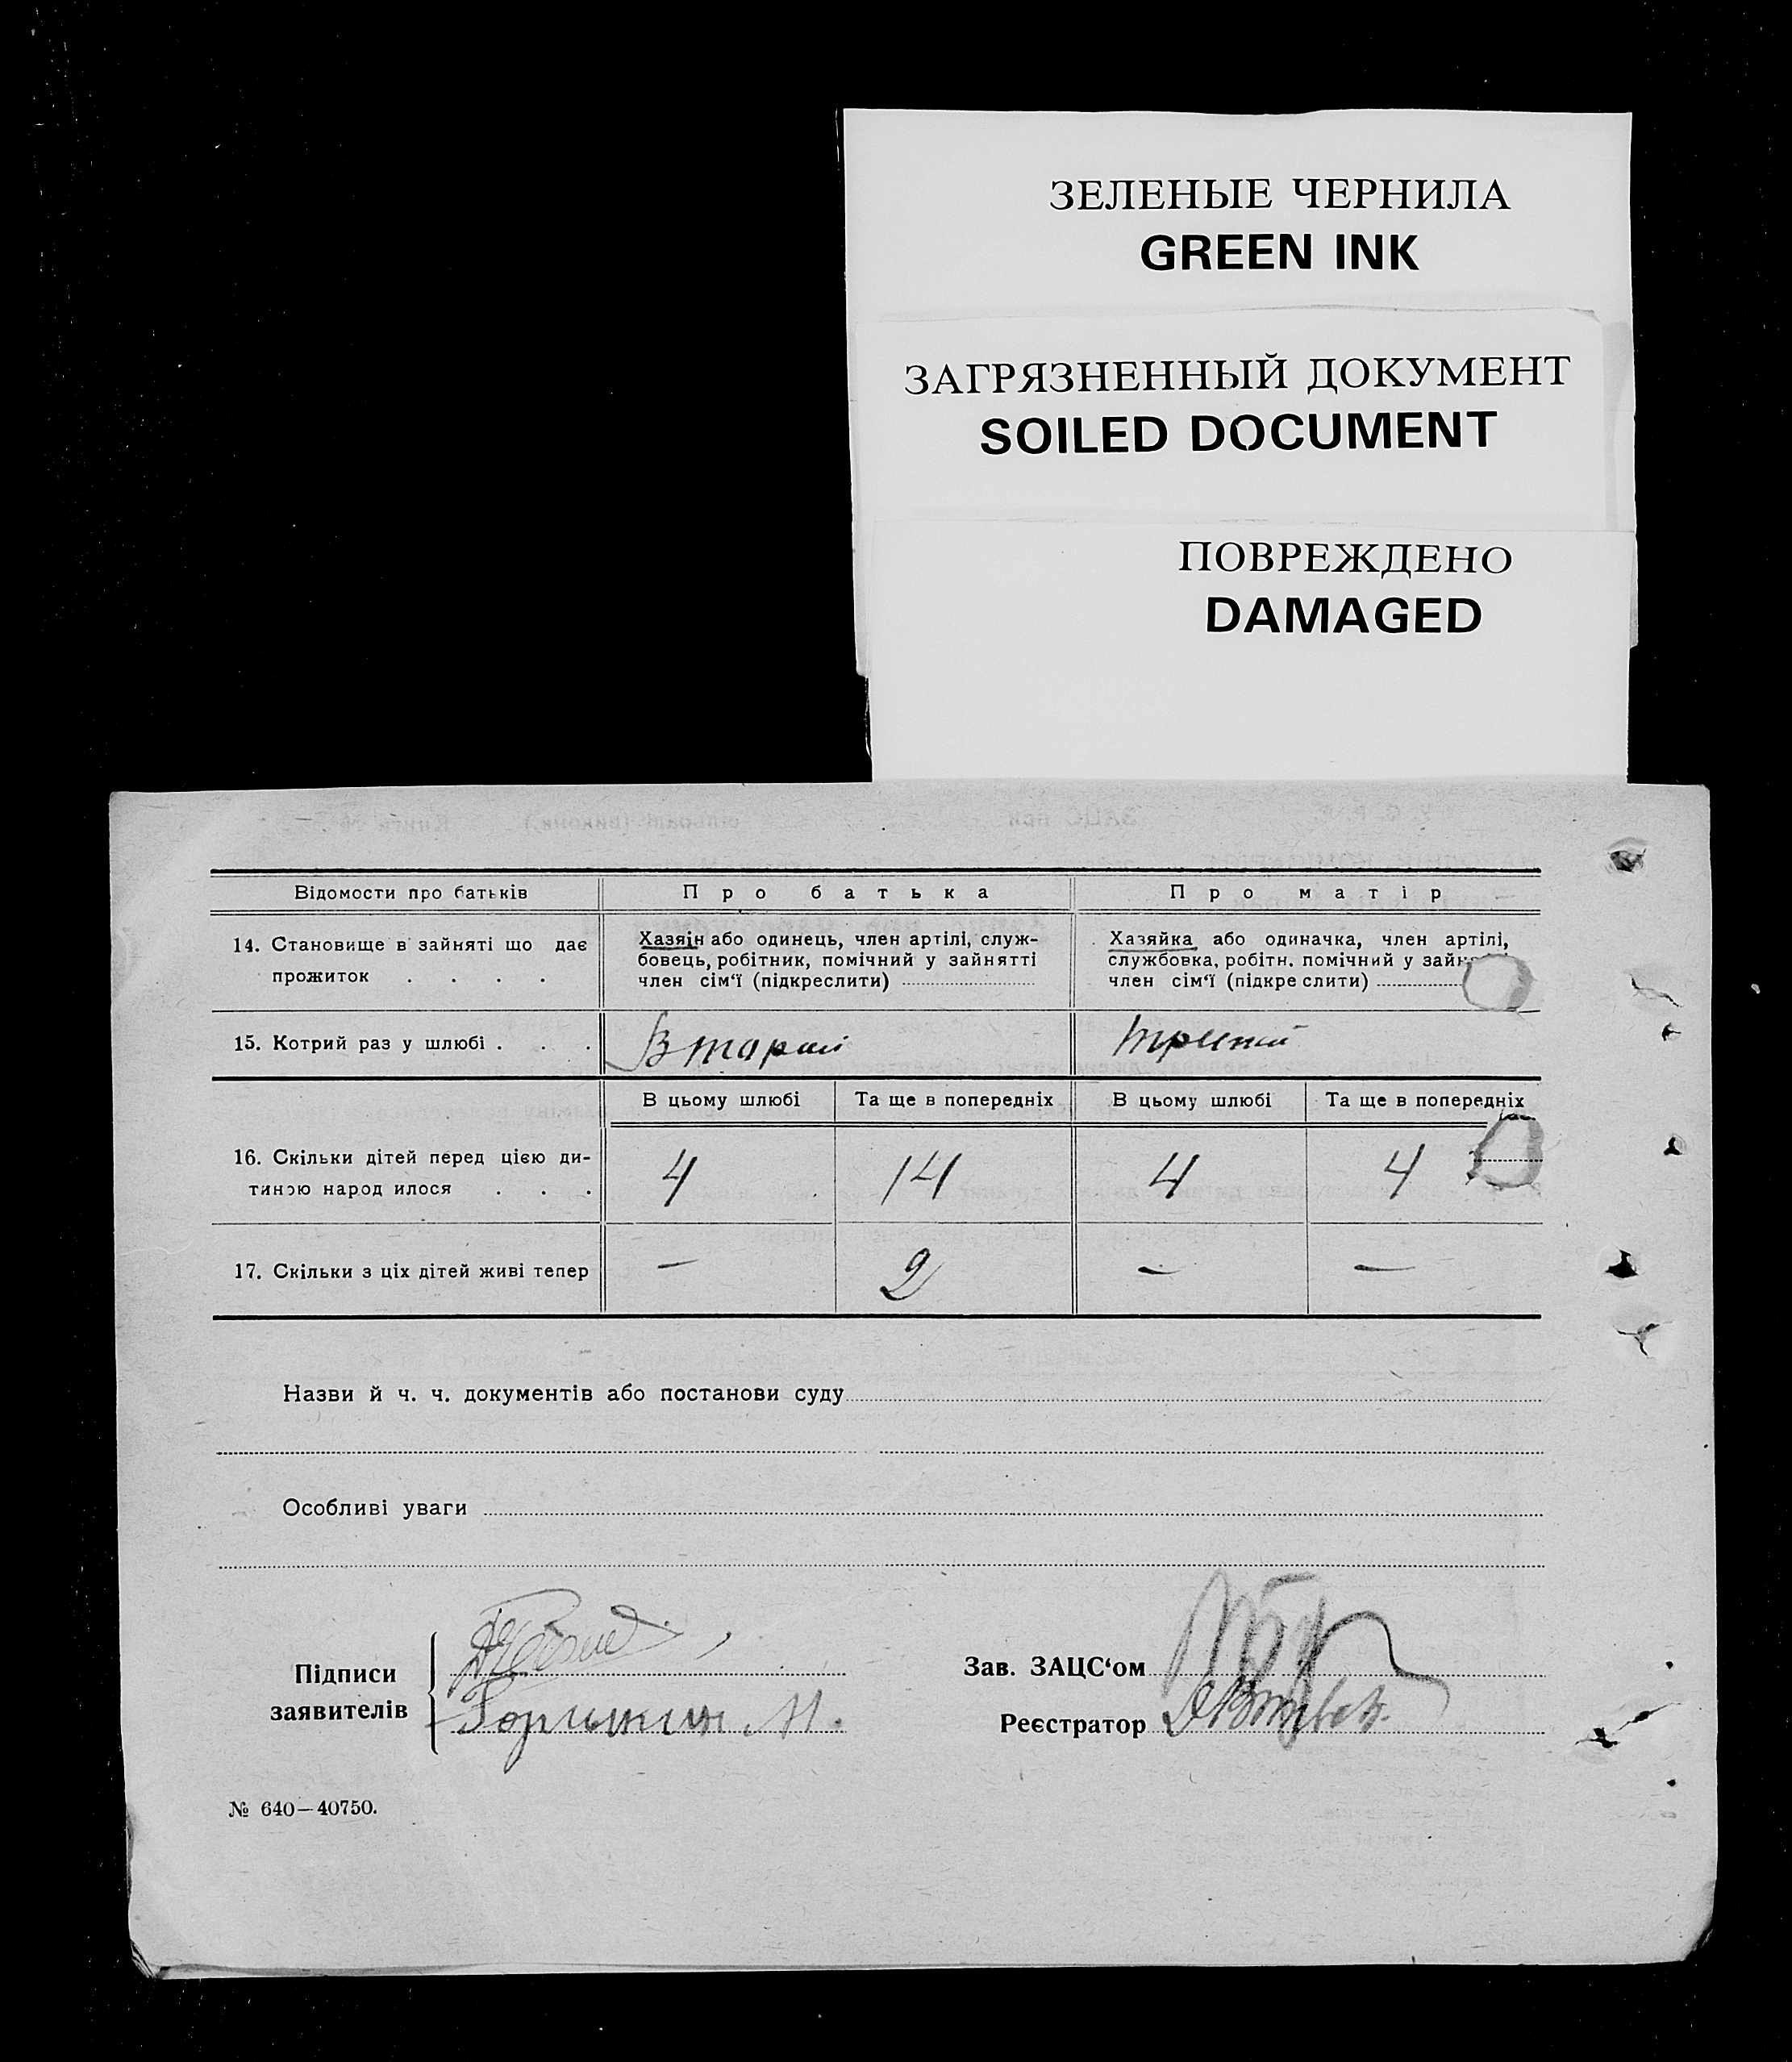 ЗЕЛЕНЫЕ ЧЕРНИЛА
GREEN INK
ЗАГРЯЗНЕННЫЙ ДОКУМЕНТ
SOILED DOCUMENT
ПОВРЕЖДЕНО
DAMAGED
Відомости про батьків
Про батька
Про матір
14. Становище в зайняті що дає
прожиток . . . .
Хазяїн або одинець, член артілі, служ-
бовець, робітник, помічний у зайнятті
член сім‘ї (підкреслити)
Хазяйка або одиначка, член артілі,
службовка, робітн. помічний у
член сім‘ї (підкреслити)
15. Котрий раз у шлюбі . . .
Вторий
третій
В цьому шлюбі
Та ще в попередніх
В цьому шлюбі
Та ще в попередніх
16. Скільки дітей перед цією ди-
тиною народилося . . .
4
14
4
4
17. Скільки з ціх дітей живі тепер
—
2
—
—
Назви й ч. ч. документів або постанови суду
Особливі уваги
Підписи
заявителів
Зав. ЗАЦС‘ом
Реєстратор
№ 640—40750.